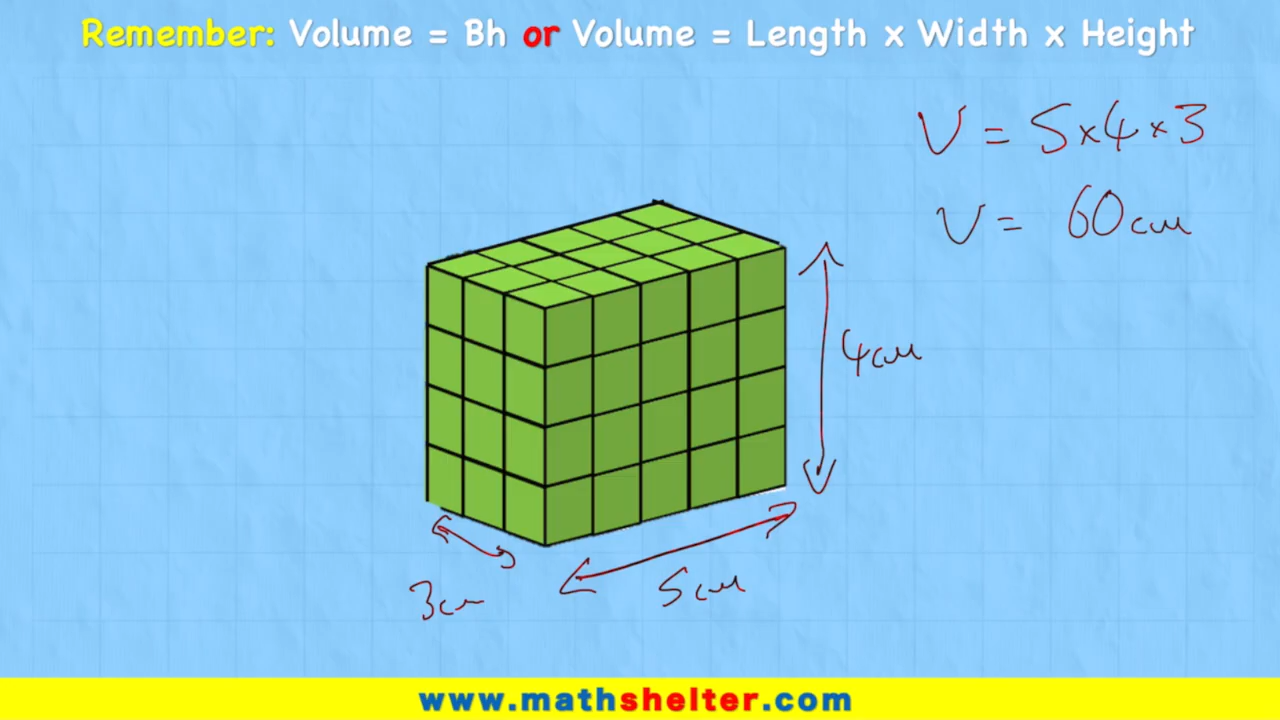 Remember: Volume = Bh or Volume = Length x Width x Height
V = 5x4x3
V = 60cm
4cm
3cm
5cm
www.mathshelter.com